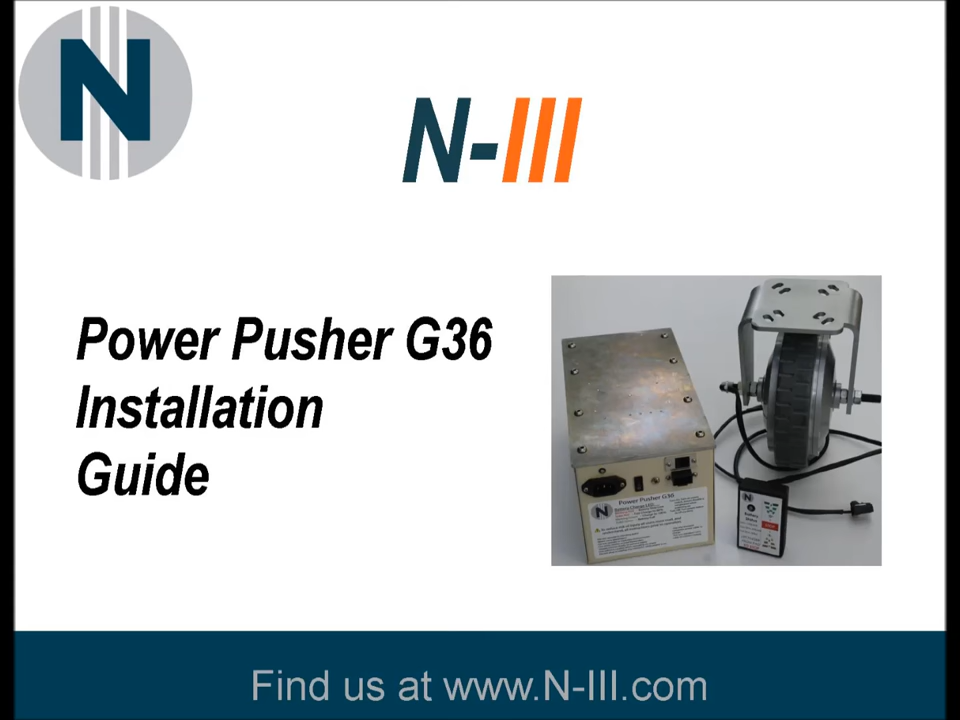 N
N-III
Power Pusher G36
Installation
Guide
Power Pusher G36
N
N
Find us at www.N-III.com